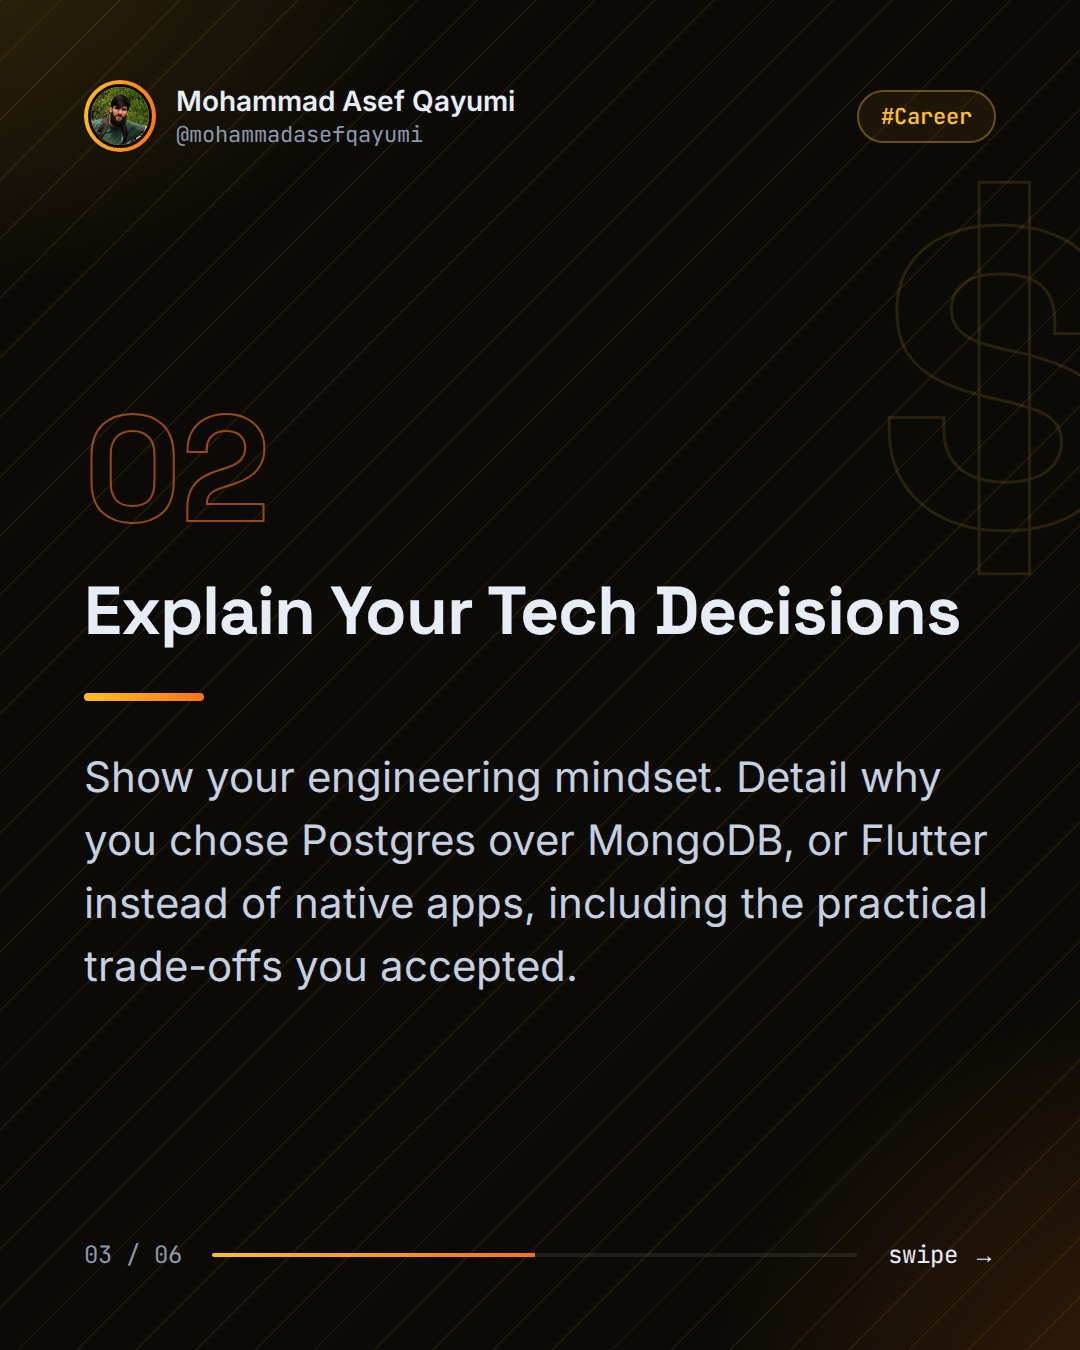 Mohammad Asef Qayumi
@mohammadasefqayumi
#Career
$
02
Explain Your Tech Decisions
Show your engineering mindset. Detail why
you chose Postgres over MongoDB, or Flutter
instead of native apps, including the practical
trade-offs you accepted.
03 / 06
swipe →